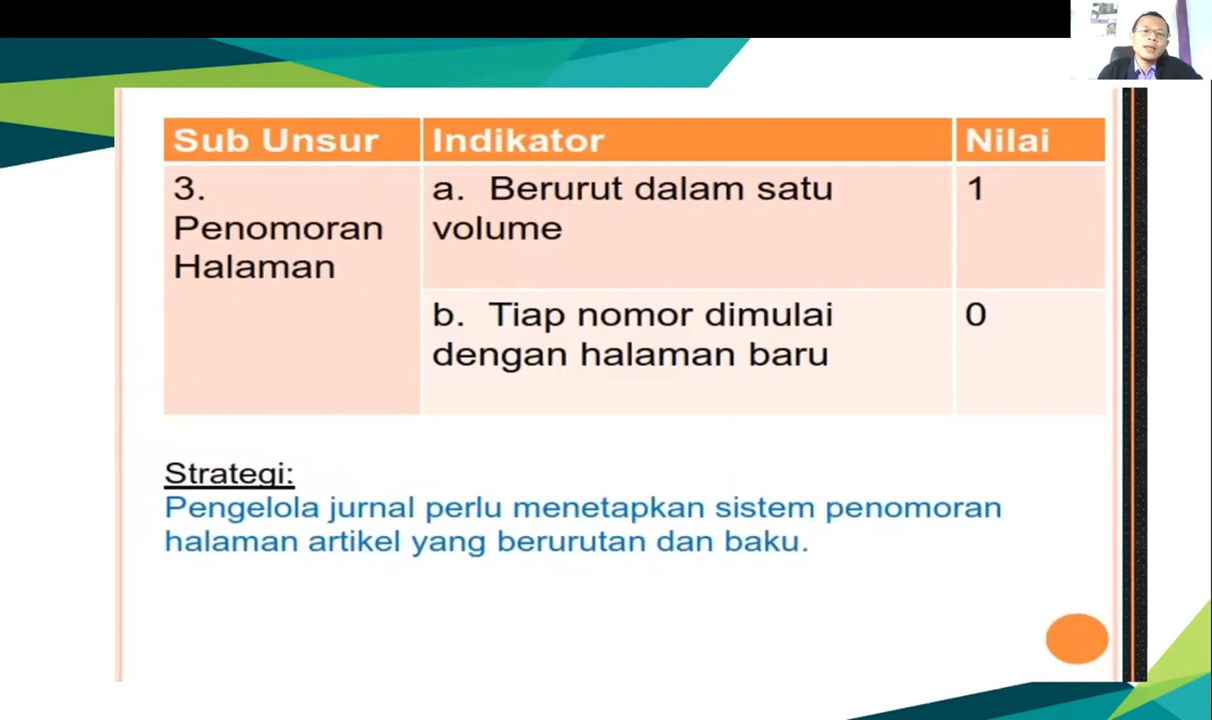 Sub Unsur
Indikator
Nilai
3.
Penomoran
Halaman
a. Berurut dalam satu
volume
1
b. Tiap nomor dimulai
dengan halaman baru
0
Strategi:
Pengelola jurnal perlu menetapkan sistem penomoran
halaman artikel yang berurutan dan baku.